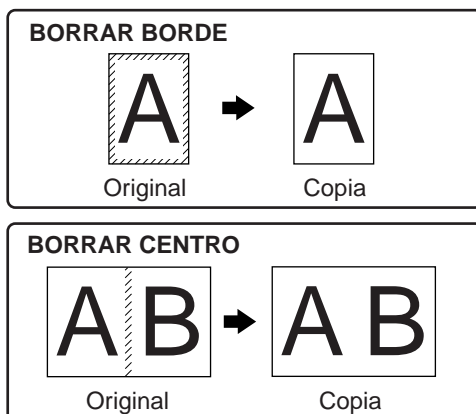 BORRAR BORDE
A A
Original Copia
BORRAR CENTRO
A B A B
Original Copia